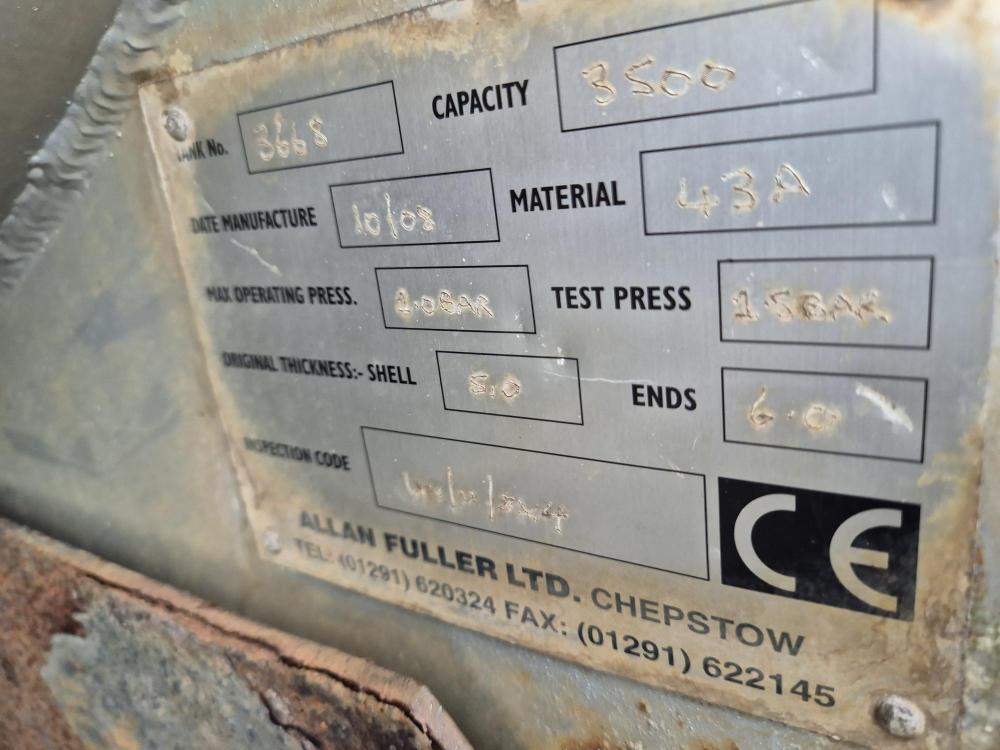 CAPACITY 3500
TANK No. 3668
DATE MANUFACTURE 10/08 MATERIAL 43A
MAX OPERATING PRESS. 1.0BAR TEST PRESS 1.5BAR
ORIGINAL THICKNESS:- SHELL 5.0 ENDS 6.0
INSPECTION CODE
CE
ALLAN FULLER LTD. CHEPSTOW
TEL: (01291) 620324 FAX: (01291) 622145